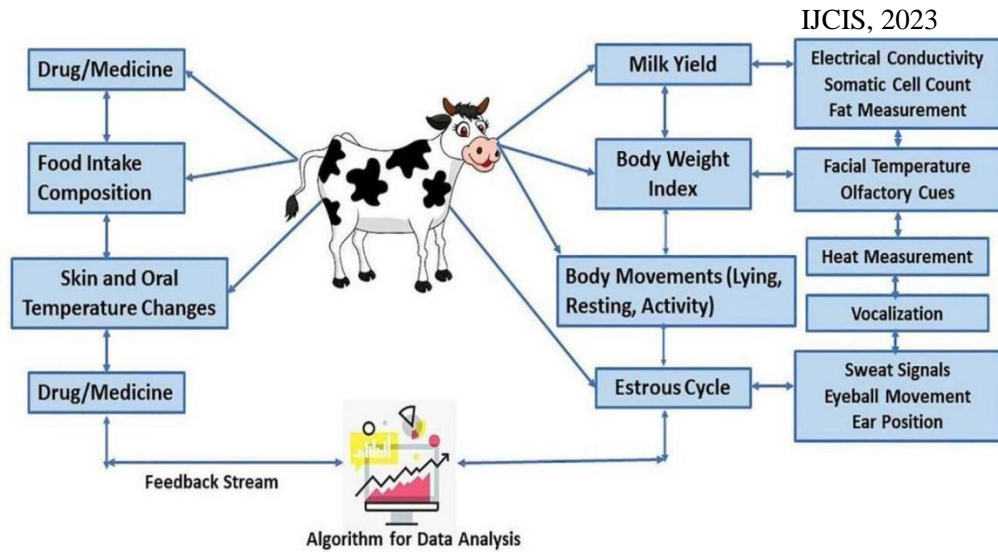 IJCIS, 2023
Drug/Medicine
Food Intake
Composition
Skin and Oral
Temperature Changes
Drug/Medicine
Milk Yield
Body Weight
Index
Body Movements (Lying,
Resting, Activity)
Estrous Cycle
Electrical Conductivity
Somatic Cell Count
Fat Measurement
Facial Temperature
Olfactory Cues
Heat Measurement
Vocalization
Sweat Signals
Eyeball Movement
Ear Position
Feedback Stream
Algorithm for Data Analysis